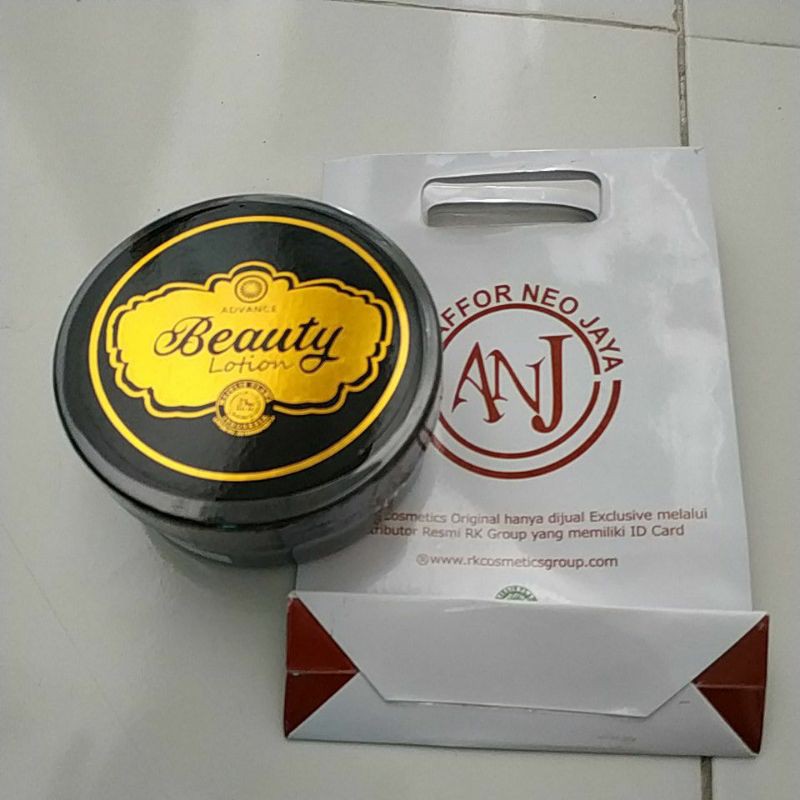 ADVANCE
Beauty
Lotion
AFFOR NEO JAYA
ANJ
Cosmetics Original hanya dijual Exclusive melalui
tributor Resmi RK Group yang memiliki ID Card
®www.rkcosmeticsgroup.com